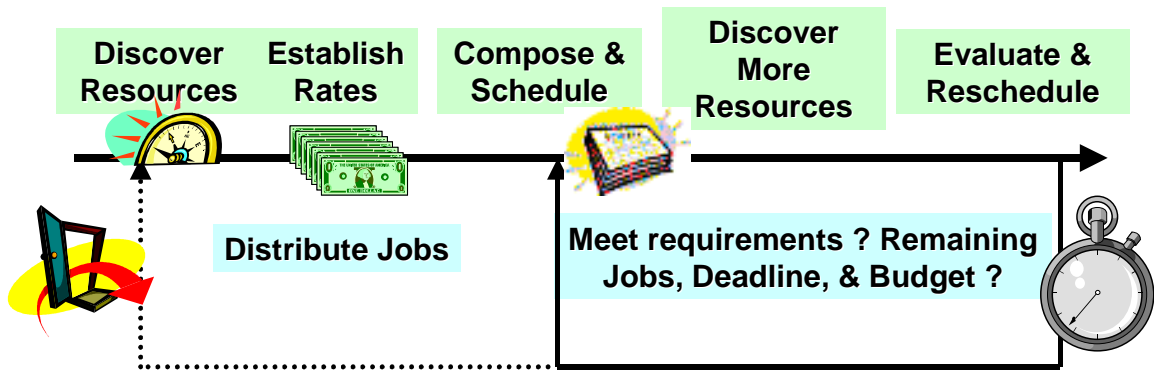 Discover
Resources
Establish
Rates
Compose &
Schedule
Discover
More
Resources
Evaluate &
Reschedule
Distribute Jobs
Meet requirements ? Remaining
Jobs, Deadline, & Budget ?